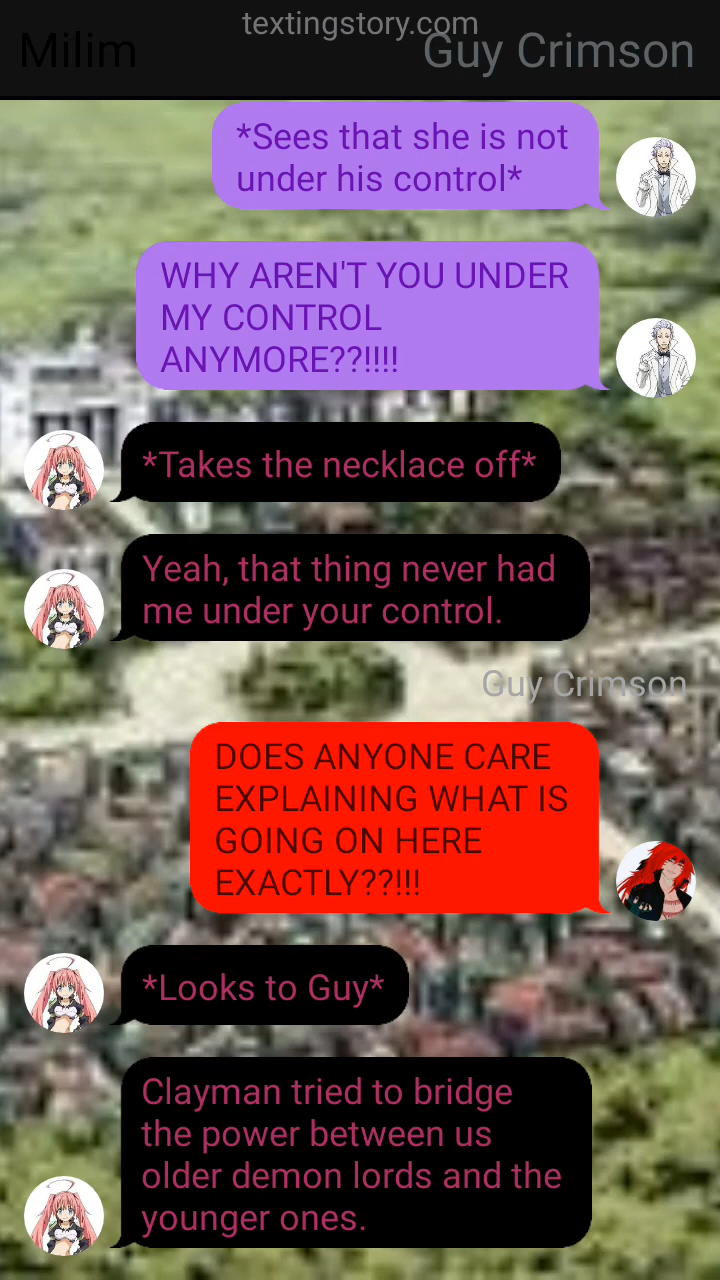 textingstory.com
Milim
Guy Crimson
*Sees that she is not
under his control*
WHY AREN'T YOU UNDER
MY CONTROL
ANYMORE??!!!!
*Takes the necklace off*
Yeah, that thing never had
me under your control.
Guy Crimson
DOES ANYONE CARE
EXPLAINING WHAT IS
GOING ON HERE
EXACTLY??!!!
*Looks to Guy*
Clayman tried to bridge
the power between us
older demon lords and the
younger ones.